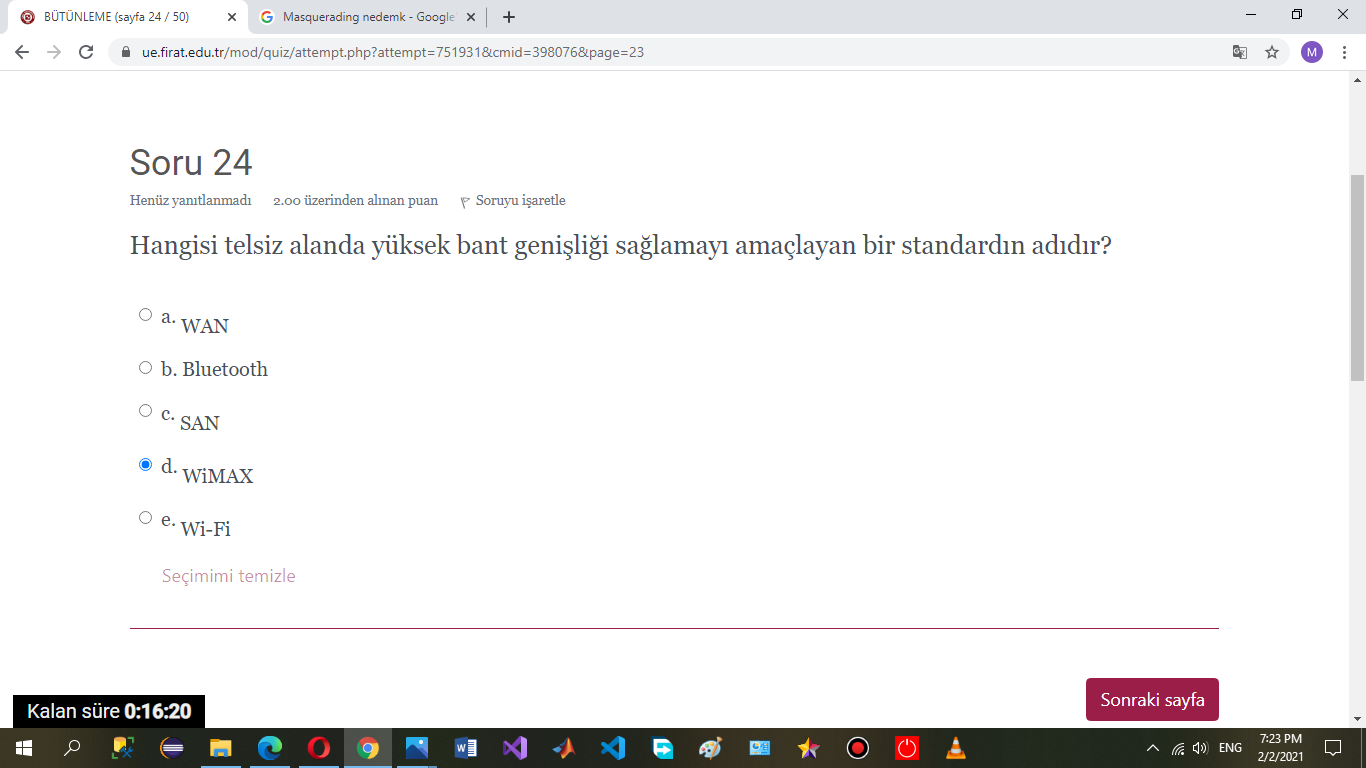 BÜTÜNLEME (sayfa 24 / 50)
Masquerading nedemk - Google
ue.firat.edu.tr/mod/quiz/attempt.php?attempt=751931&cmid=398076&page=23
M
Soru 24
Henüz yanıtlanmadı
2.00 üzerinden alınan puan
Soruyu işaretle
Hangisi telsiz alanda yüksek bant genişliği sağlamayı amaçlayan bir standardın adıdır?
a. WAN
b. Bluetooth
c. SAN
d. WiMAX
e. Wi-Fi
Seçimimi temizle
Sonraki sayfa
Kalan süre 0:16:20
ENG
7:23 PM
2/2/2021